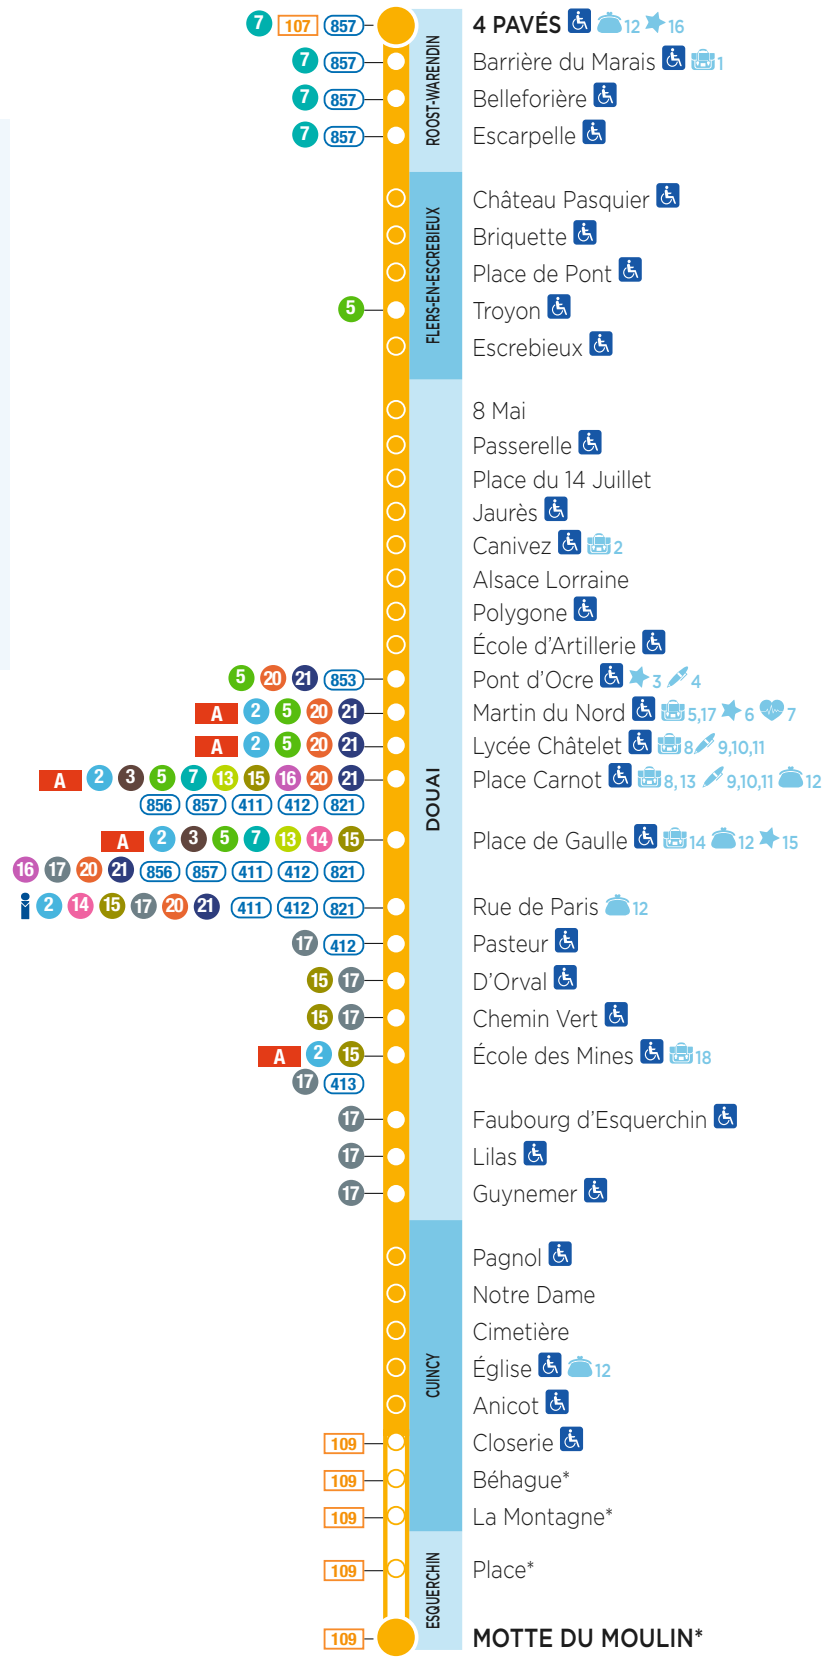 7 107 857 4 PAVÉS 12 16
7 857 Barrière du Marais 1
7 857 Belleforière
7 857 Escarpelle
ROOST-WARENDIN
Château Pasquier
Briquette
Place de Pont
5 Troyon
Escrebieux
FLERS-EN-ESCREBIEUX
8 Mai
Passerelle
Place du 14 Juillet
Jaurès
Canivez 2
Alsace Lorraine
Polygone
École d'Artillerie
5 20 21 853 Pont d'Ocre 3 4
A 2 5 20 21 Martin du Nord 5,17 6 7
A 2 5 20 21 Lycée Châtelet 8 9,10,11
A 2 3 5 7 13 15 16 20 21 Place Carnot 8,13 9,10,11 12
856 857 411 412 821
A 2 3 5 7 13 14 15 Place de Gaulle 14 12 15
16 17 20 21 856 857 411 412 821
2 14 15 17 20 21 411 412 821 Rue de Paris 12
17 412 Pasteur
15 17 D'Orval
15 17 Chemin Vert
A 2 15 École des Mines 18
17 413
17 Faubourg d'Esquerchin
17 Lilas
17 Guynemer
DOUAI
Pagnol
Notre Dame
Cimetière
Église 12
Anicot
109 Closerie
109 Béhague*
109 La Montagne*
CUINCY
109 Place*
109 MOTTE DU MOULIN*
ESQUERCHIN